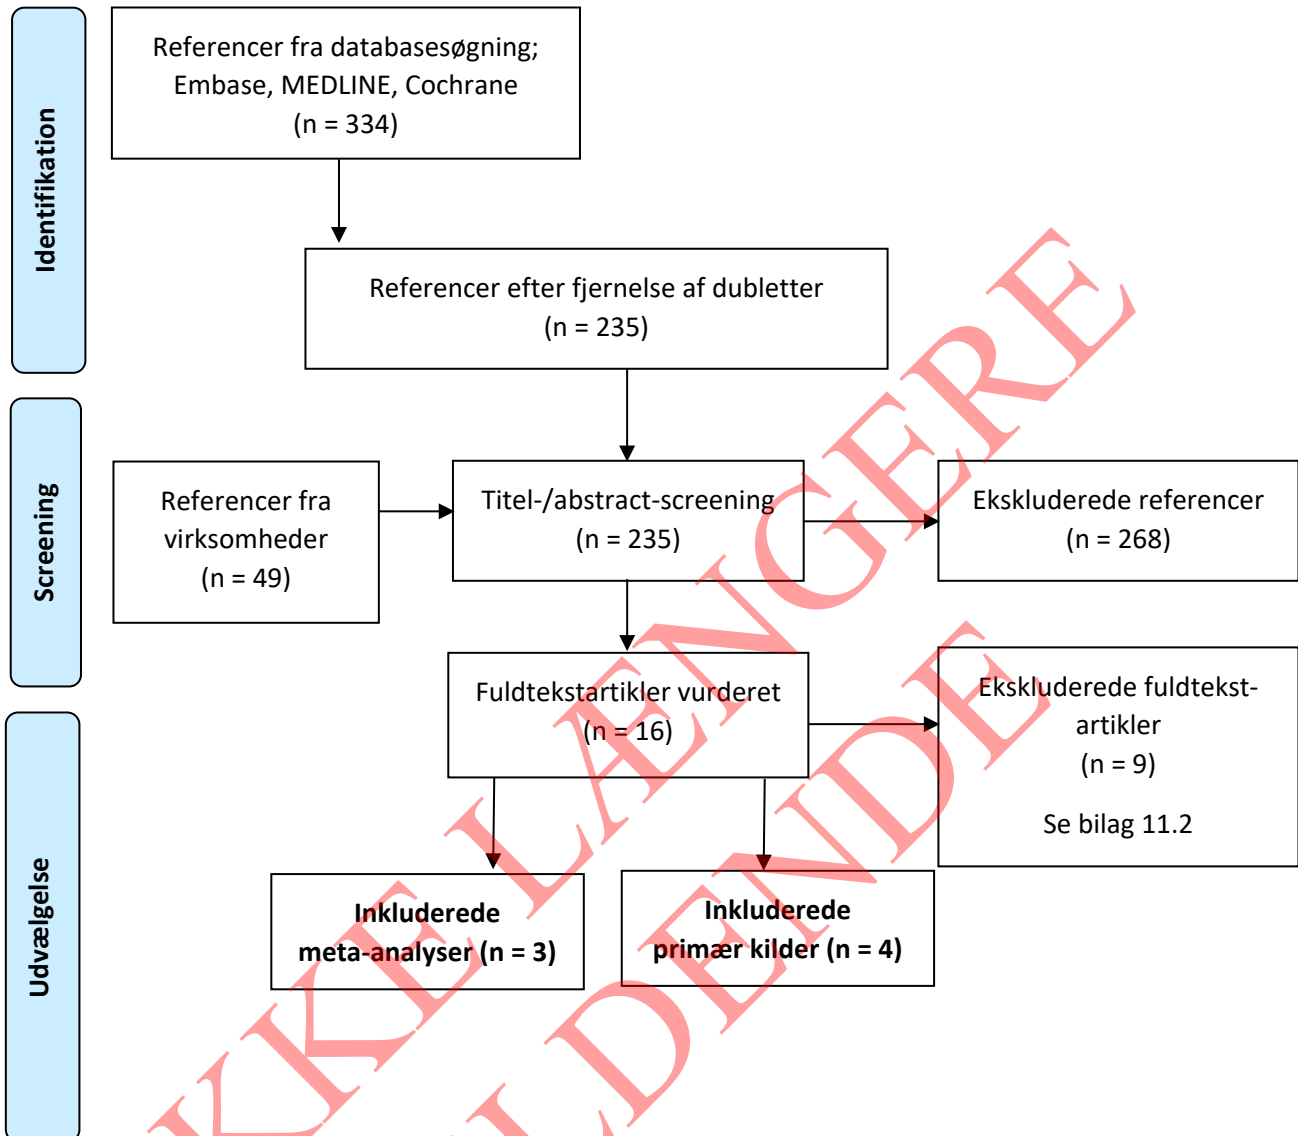 Identifikation
Referencer fra databasesøgning;
Embase, MEDLINE, Cochrane
(n = 334)
Referencer efter fjernelse af dubletter
(n = 235)
Screening
Referencer fra
virksomheder
(n = 49)
Titel-/abstract-screening
(n = 235)
Ekskluderede referencer
(n = 268)
Fuldtekstartikler vurderet
(n = 16)
Ekskluderede fuldtekst-
artikler
(n = 9)
Se bilag 11.2
Udvælgelse
Inkluderede
meta-analyser (n = 3)
Inkluderede
primær kilder (n = 4)
KKE LÆNGERE
LDENDE